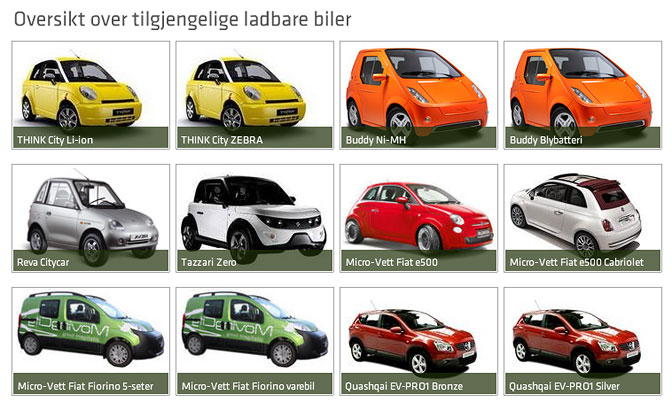 Oversikt over tilgjengelige ladbare biler
THINK City Li-ion
THINK City ZEBRA
Buddy Ni-MH
Buddy Blybatteri
Reva Citycar
Tazzari Zero
Micro-Vett Fiat e500
Micro-Vett Fiat e500 Cabriolet
Micro-Vett Fiat Fiorino 5-seter
Micro-Vett Fiat Fiorino varebil
Quashqai EV-PRO1 Bronze
Quashqai EV-PRO1 Silver